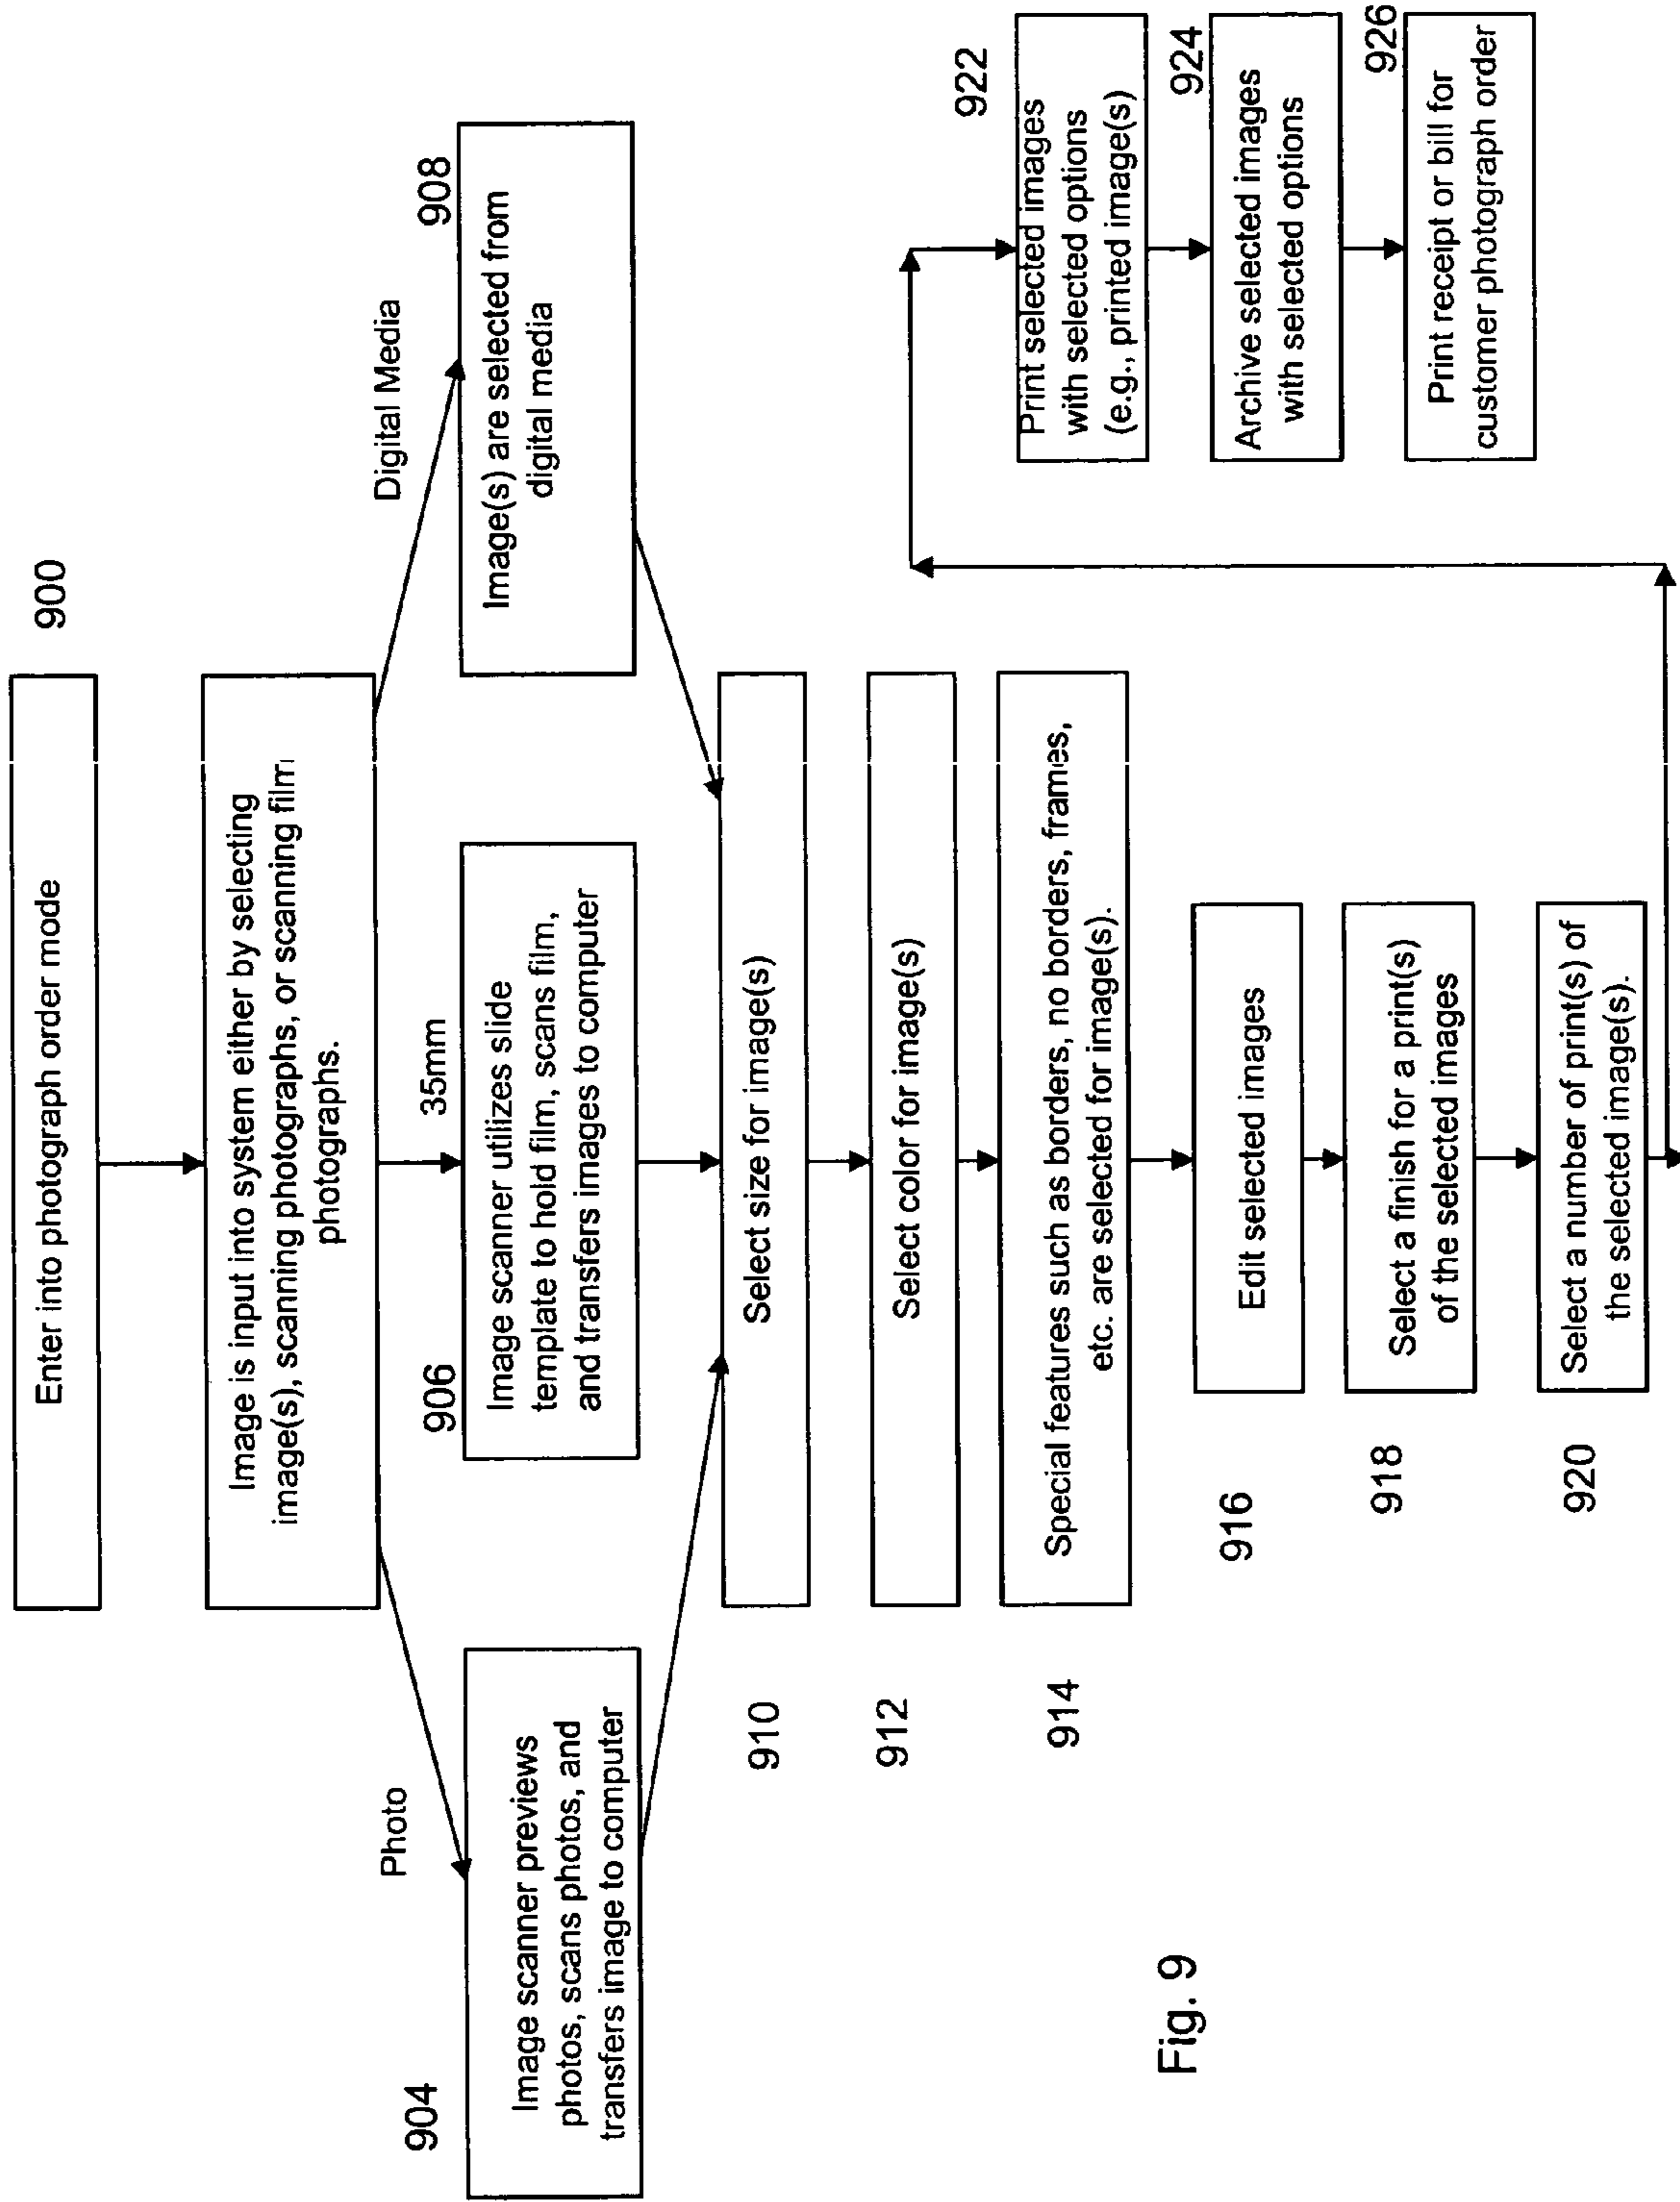 900
Enter into photograph order mode
Image is input into system either by selecting
image(s), scanning photographs, or scanning film
photographs.
Photo
35mm
Digital Media
904
Image scanner previews
photos, scans photos, and
transfers image to computer
906
Image scanner utilizes slide
template to hold film, scans film,
and transfers images to computer
908
Image(s) are selected from
digital media
910
Select size for image(s)
912
Select color for image(s)
914
Special features such as borders, no borders, frames,
etc. are selected for image(s).
916
Edit selected images
918
Select a finish for a print(s)
of the selected images
920
Select a number of print(s) of
the selected image(s).
922
Print selected images
with selected options
(e.g., printed image(s)
924
Archive selected images
with selected options
926
Print receipt or bill for
customer photograph order
Fig. 9